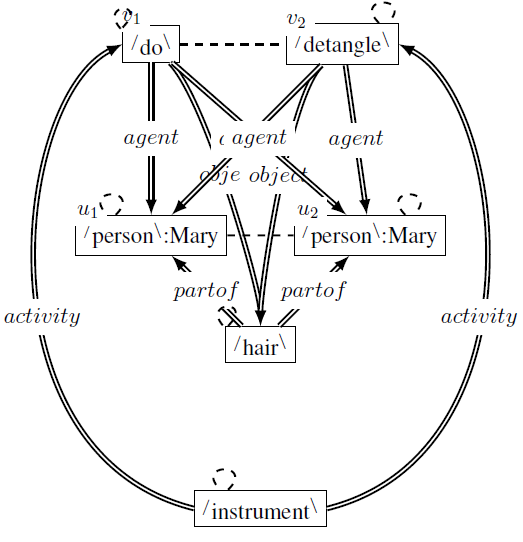 v1 v2
/do\ /detangle\
agent agent agent
obje object
u1 u2
/person\:Mary /person\:Mary
partof partof
activity activity
/hair\
/instrument\